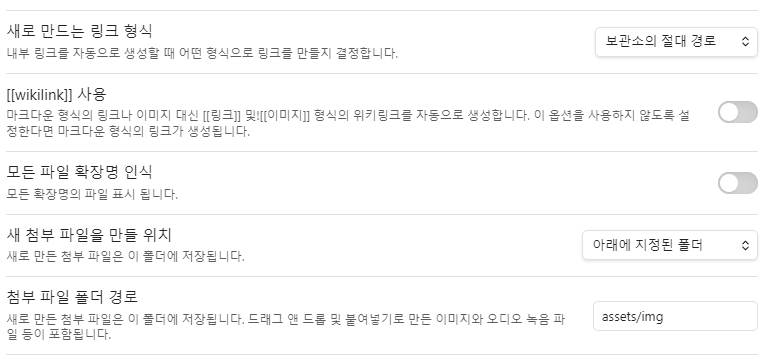 새로 만드는 링크 형식
내부 링크를 자동으로 생성할 때 어떤 형식으로 링크를 만들지 결정합니다.
보관소의 절대 경로
[[wikilink]] 사용
마크다운 형식의 링크나 이미지 대신 [[링크]] 및![[이미지]] 형식의 위키링크를 자동으로 생성합니다. 이 옵션을 사용하지 않도록 설
정한다면 마크다운 형식의 링크가 생성됩니다.
모든 파일 확장명 인식
모든 확장명의 파일 표시 됩니다.
새 첨부 파일을 만들 위치
새로 만든 첨부 파일은 이 폴더에 저장됩니다.
아래에 지정된 폴더
첨부 파일 폴더 경로
새로 만든 첨부 파일은 이 폴더에 저장됩니다. 드래그 앤 드롭 및 붙여넣기로 만든 이미지와 오디오 녹음 파
일 등이 포함됩니다.
assets/img